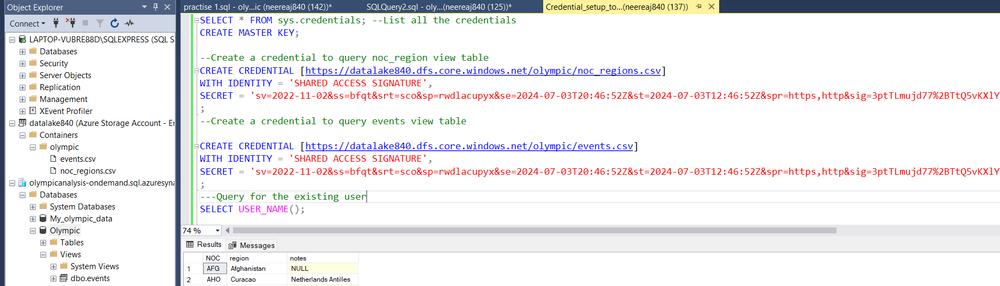 Object Explorer
Connect
LAPTOP-VUBRE88D\SQLEXPRESS (SQL S
Databases
Security
Server Objects
Replication
Management
XEvent Profiler
datalake840 (Azure Storage Account - Er
Containers
olympic
events.csv
noc_regions.csv
olympicanalysis-ondemand.sql.azuresyna
Databases
System Databases
My_olympic_data
Olympic
Tables
Views
System Views
dbo.events
practise 1.sql - oly...ic (neereaj840 (142))*
SQLQuery2.sql - oly...(neereaj840 (125))*
Credential_setup_to...(neereaj840 (137))
SELECT * FROM sys.credentials; --List all the credentials
CREATE MASTER KEY;
--Create a credential to query noc_region view table
CREATE CREDENTIAL [https://datalake840.dfs.core.windows.net/olympic/noc_regions.csv]
WITH IDENTITY = 'SHARED ACCESS SIGNATURE',
SECRET = 'sv=2022-11-02&ss=bfqt&srt=sco&sp=rwdlacupyx&se=2024-07-03T20:46:52Z&st=2024-07-03T12:46:52Z&spr=https,http&sig=3ptTLmujd77%2BTtQ5vKXlY
;
--Create a credential to query events view table
CREATE CREDENTIAL [https://datalake840.dfs.core.windows.net/olympic/events.csv]
WITH IDENTITY = 'SHARED ACCESS SIGNATURE',
SECRET = 'sv=2022-11-02&ss=bfqt&srt=sco&sp=rwdlacupyx&se=2024-07-03T20:46:52Z&st=2024-07-03T12:46:52Z&spr=https,http&sig=3ptTLmujd77%2BTtQ5vKXlY
;
---Query for the existing user
SELECT USER_NAME();
74 %
Results Messages
NOC region notes
1 AFG Afghanistan NULL
2 AHO Curacao Netherlands Antilles